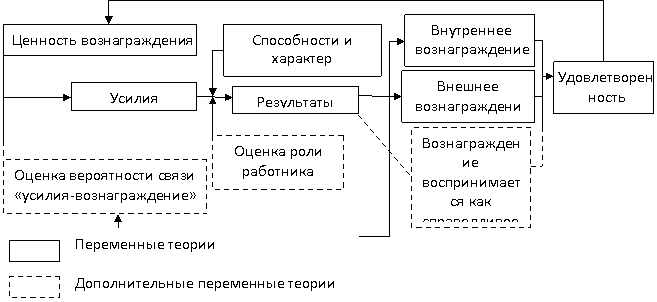 Ценность вознаграждения
Способности и
характер
Внутреннее
вознаграждение
Удовлетворен
ность
Усилия
Результаты
Внешнее
вознаграждени
Оценка роли
работника
Вознагражден
ие
воспринимает
ся как
справедливое
Оценка вероятности связи
«усилия-вознаграждение»
Переменные теории
Дополнительные переменные теории